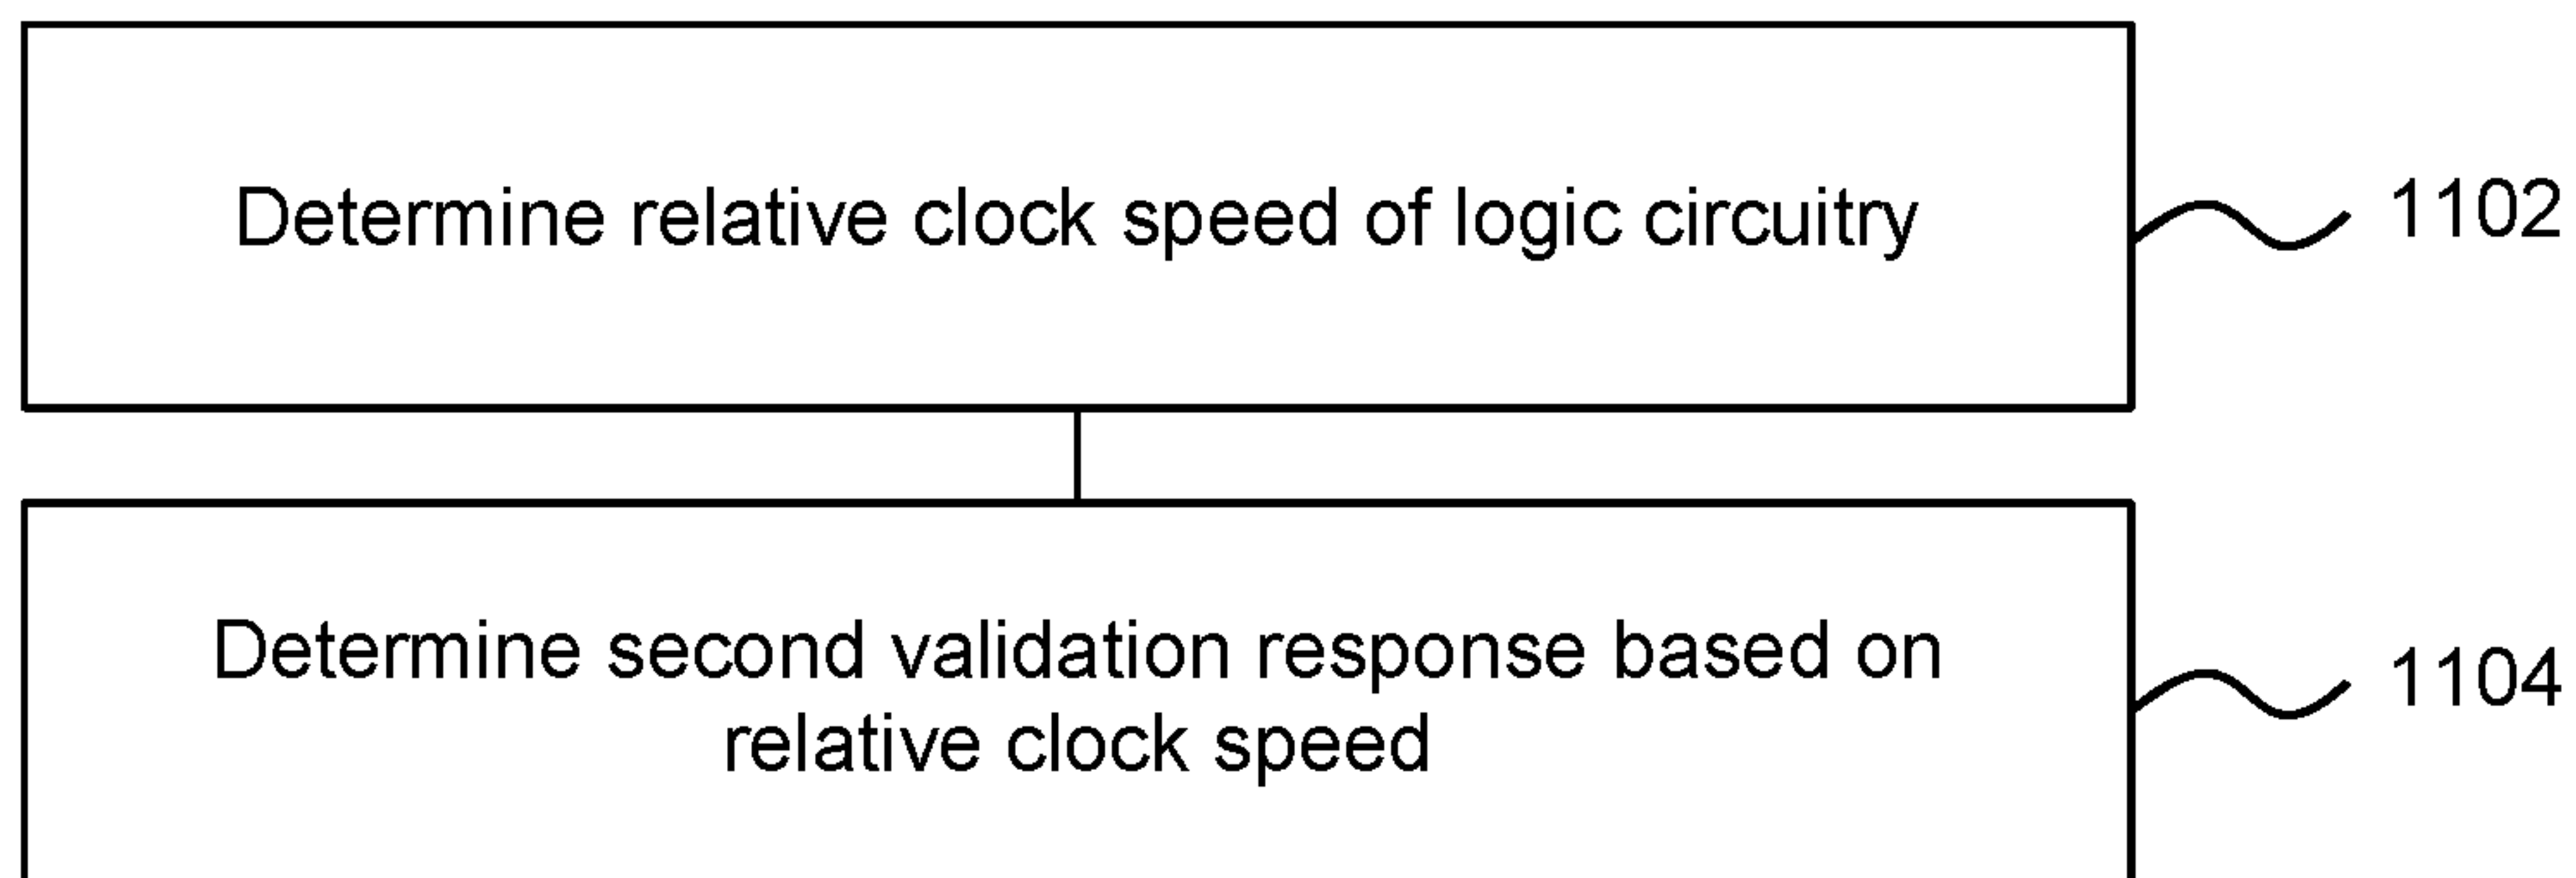 Determine relative clock speed of logic circuitry
1102
Determine second validation response based on
relative clock speed
1104